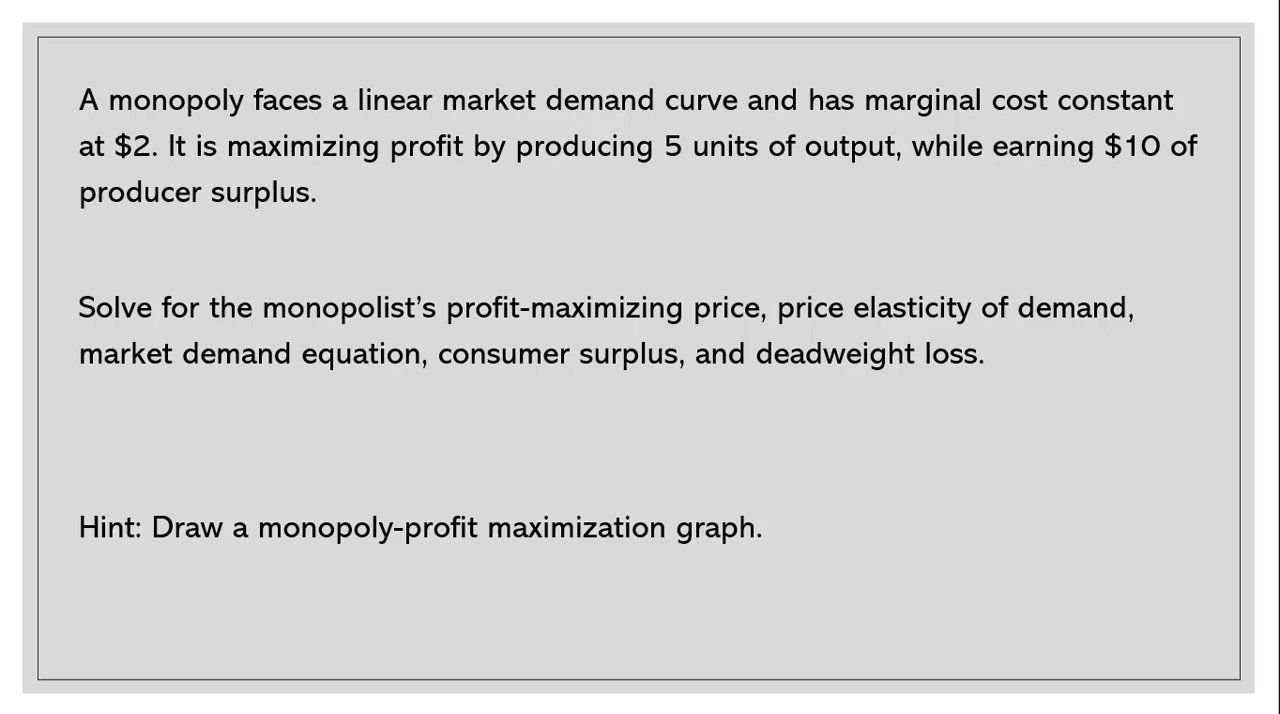 A monopoly faces a linear market demand curve and has marginal cost constant
at $2. It is maximizing profit by producing 5 units of output, while earning $10 of
producer surplus.
Solve for the monopolist’s profit-maximizing price, price elasticity of demand,
market demand equation, consumer surplus, and deadweight loss.
Hint: Draw a monopoly-profit maximization graph.